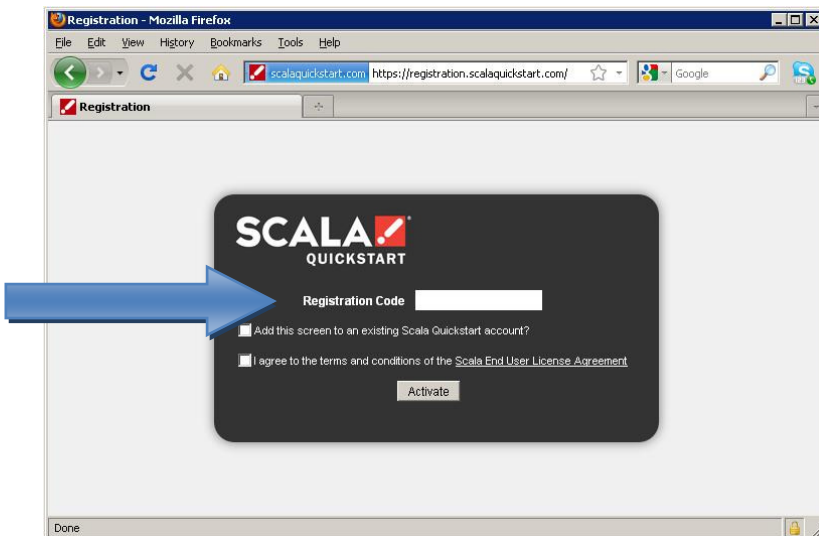 Registration - Mozilla Firefox
File Edit View History Bookmarks Tools Help
scalaquickstart.com https://registration.scalaquickstart.com/ Google
Registration
SCALA
QUICKSTART
Registration Code
Add this screen to an existing Scala Quickstart account?
I agree to the terms and conditions of the Scala End User License Agreement
Activate
Done